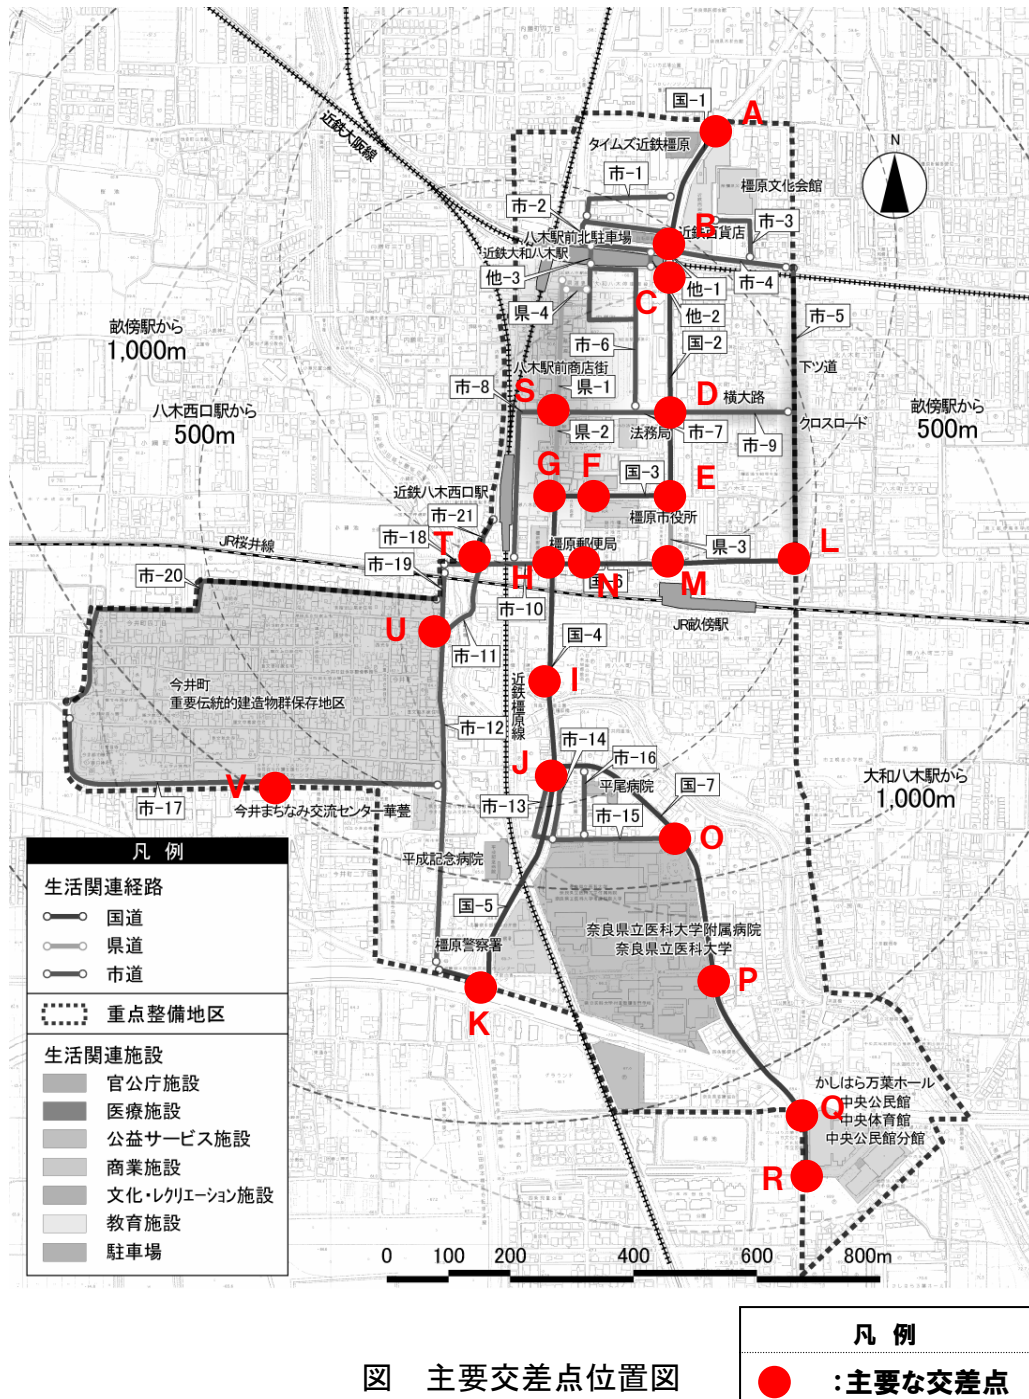 国-1
A
近鉄大阪線
タイムズ近鉄橿原
N
市-1
橿原文化会館
市-2
市-3
B
近鉄百貨店
八木駅前北駐車場
近鉄大和八木駅
他-3
他-1
市-4
C
県-4
他-2
市-5
畝傍駅から
1,000m
市-6
国-2
八木駅前商店街
下ツ道
市-8
県-1
S
D
横大路
八木西口駅から
500m
クロスロード
畝傍駅から
500m
県-2
法務局
市-7
市-9
G
F
国-3
E
近鉄八木西口駅
橿原市役所
市-21
T
市-18
橿原郵便局
県-3
L
JR桜井線
市-19
H
国-6
N
M
市-20
市-10
JR畝傍駅
U
市-11
国-4
今井町
重要伝統的建造物群保存地区
近鉄橿原線
I
市-12
市-14
市-16
J
平尾病院
国-7
大和八木駅から
1,000m
V
市-17
市-13
今井まちなみ交流センター華甍
市-15
O
平成記念病院
国-5
奈良県立医科大学附属病院
奈良県立医科大学
橿原警察署
P
K
かしはら万葉ホール
中央公民館
中央体育館
中央公民館分館
Q
R
凡 例
生活関連経路
国道
県道
市道
重点整備地区
生活関連施設
官公庁施設
医療施設
公益サービス施設
商業施設
文化・レクリエーション施設
教育施設
駐車場
0 100 200 400 600 800m
図 主要交差点位置図
凡 例
：主要な交差点